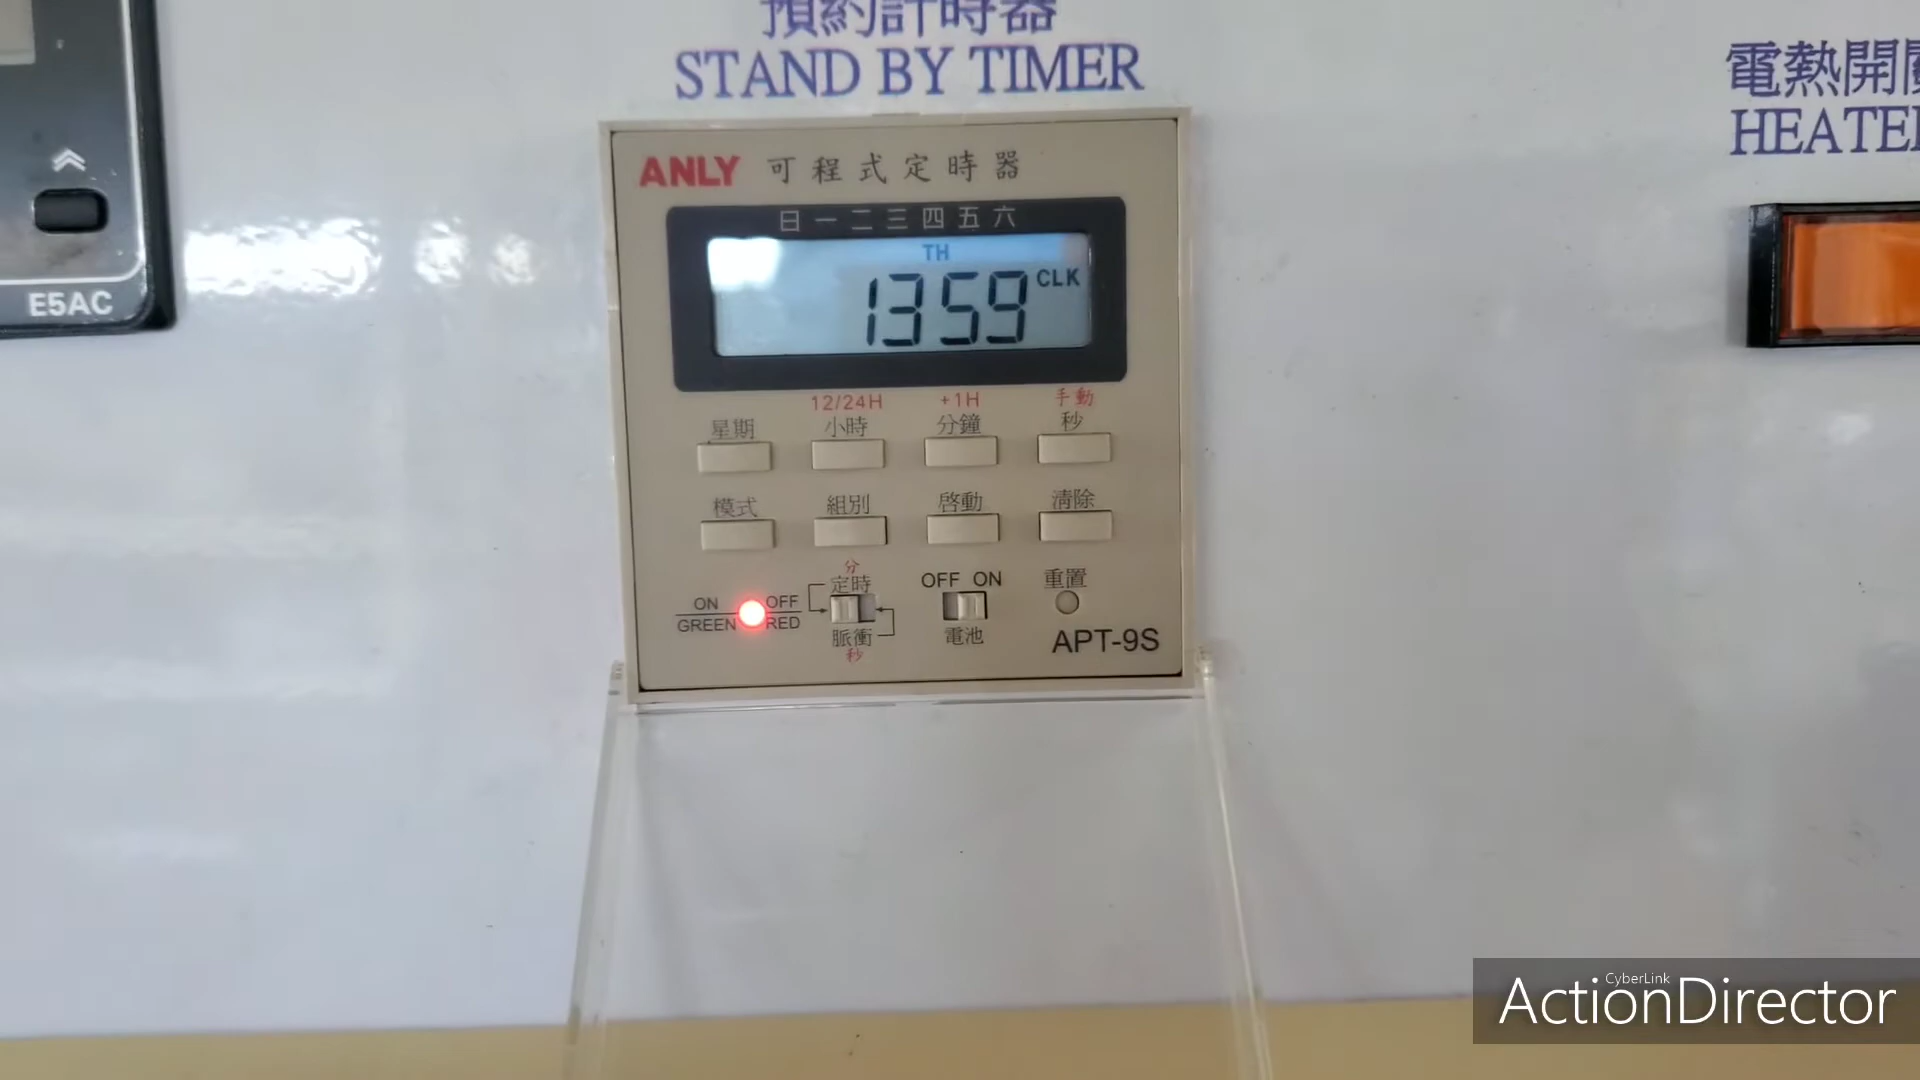 預約計時器
STAND BY TIMER
電熱開
HEATE
E5AC
ANLY 可程式定時器
日一二三四五六
TH
1359 CLK
12/24H +1H 手動
星期 小時 分鐘 秒
模式 組別 啓動 清除
分
定時 OFF ON 重置
ON OFF
GREEN RED
脈衝 電池 APT-9S
秒
CyberLink
ActionDirector